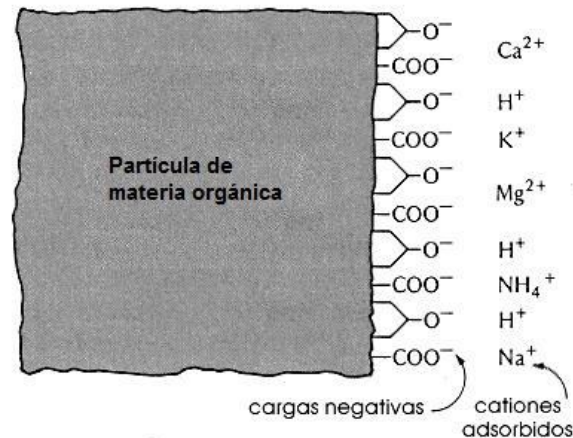 Partícula de
materia orgánica
O⁻
Ca²⁺
COO⁻
O⁻ H⁺
COO⁻ K⁺
O⁻
Mg²⁺
COO⁻
O⁻ H⁺
COO⁻ NH₄⁺
O⁻ H⁺
COO⁻ Na⁺
cargas negativas
cationes
adsorbidos